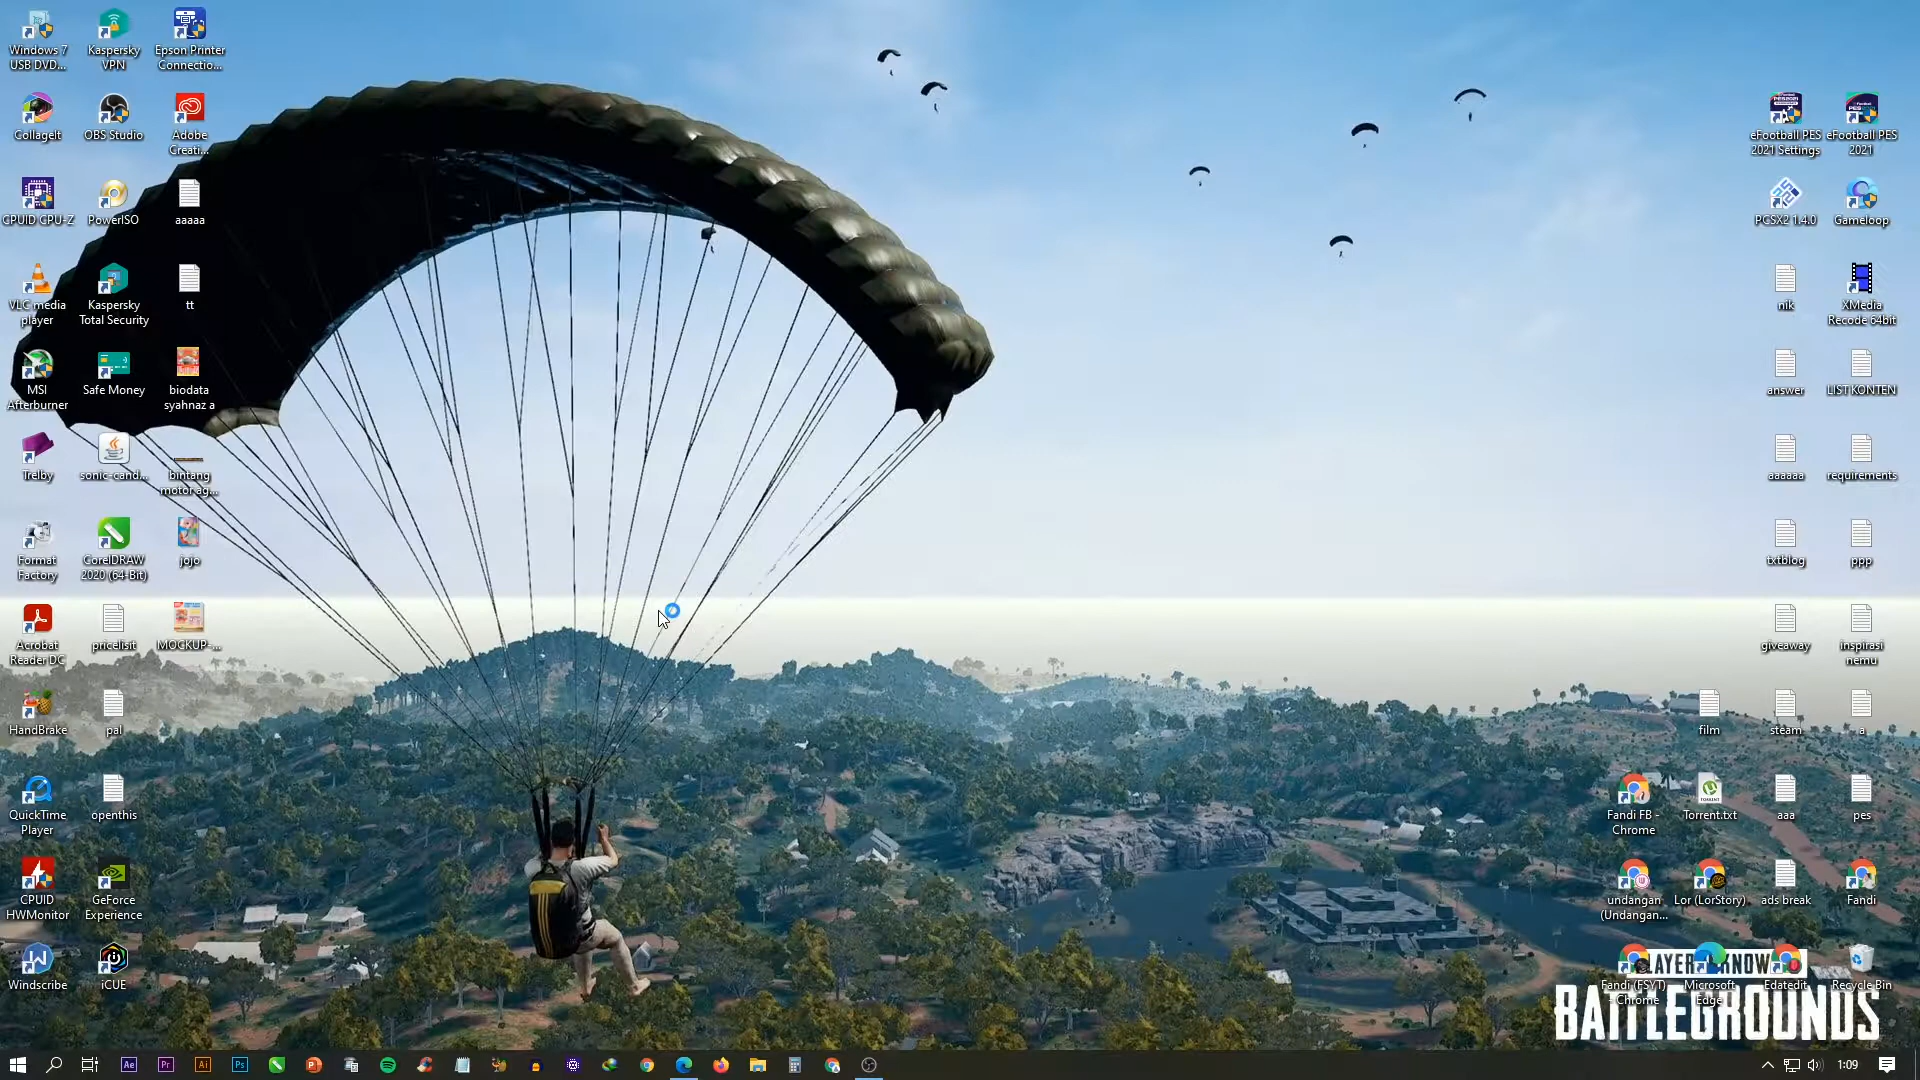 Windows 7
USB DVD...
Kaspersky
VPN
Epson Printer
Connectio...
CollageIt
OBS Studio
Adobe
Creati...
CPUID CPU-Z
PowerISO
aaaaa
VLC media
player
Kaspersky
Total Security
tt
MSI
Afterburner
Safe Money
biodata
syahnaz a
Trelby
sonic-cand...
bintang
motor ag...
Format
Factory
CorelDRAW
2020 (64-Bit)
jojo
Acrobat
Reader DC
pricelisit
MOCKUP-...
HandBrake
pal
QuickTime
Player
openthis
CPUID
HWMonitor
GeForce
Experience
Windscribe
iCUE
eFootball PES
2021 Settings
eFootball PES
2021
PCSX2 1.4.0
Gameloop
nik
XMedia
Recode 64bit
answer
LIST KONTEN
aaaaaa
requirements
txtblog
ppp
giveaway
inspirasi
nemu
film
steam
a
Fandi FB -
Chrome
Torrent.txt
aaa
pes
undangan
(Undangan...
Lor (LorStory)
ads break
Fandi
Fandi (FSYT)
- Chrome
Microsoft
Edge
Edatedit
Recycle Bin
BATTLEGROUNDS
Ae
Pr
Ai
Ps
1:09